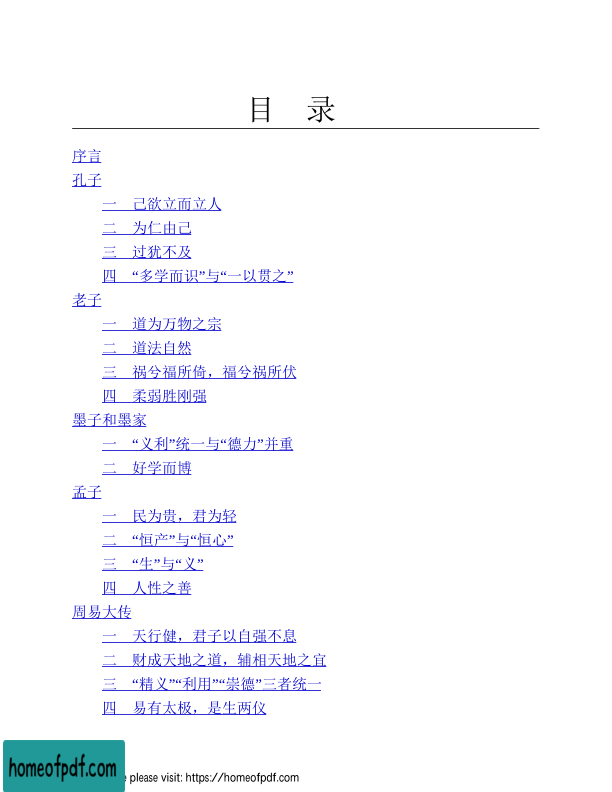 目 录
序言
孔子
一 己欲立而立人
二 为仁由己
三 过犹不及
四 “多学而识”与“一以贯之”
老子
一 道为万物之宗
二 道法自然
三 祸兮福所倚，福兮祸所伏
四 柔弱胜刚强
墨子和墨家
一 “义利”统一与“德力”并重
二 好学而博
孟子
一 民为贵，君为轻
二 “恒产”与“恒心”
三 “生”与“义”
四 人性之善
周易大传
一 天行健，君子以自强不息
二 财成天地之道，辅相天地之宜
三 “精义”“利用”“崇德”三者统一
四 易有太极，是生两仪
homeofpdf.com
please visit: https://homeofpdf.com